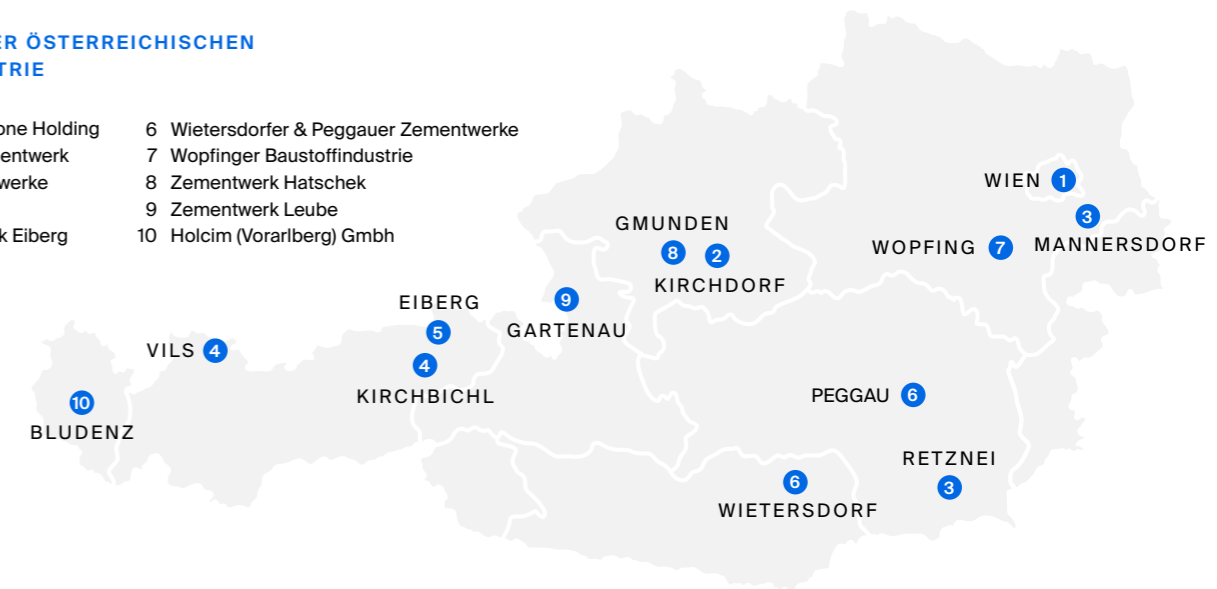 ER ÖSTERREICHISCHEN
TRIE
one Holding
entwerk
werke
k Eiberg
6 Wietersdorfer & Peggauer Zementwerke
7 Wopfinger Baustoffindustrie
8 Zementwerk Hatschek
9 Zementwerk Leube
10 Holcim (Vorarlberg) Gmbh
WIEN 1
3
MANNERSDORF
WOPFING 7
GMUNDEN
8 2
KIRCHDORF
9
GARTENAU
EIBERG
5
VILS 4
4
KIRCHBICHL
10
BLUDENZ
PEGGAU 6
RETZNEI
3
6
WIETERSDORF